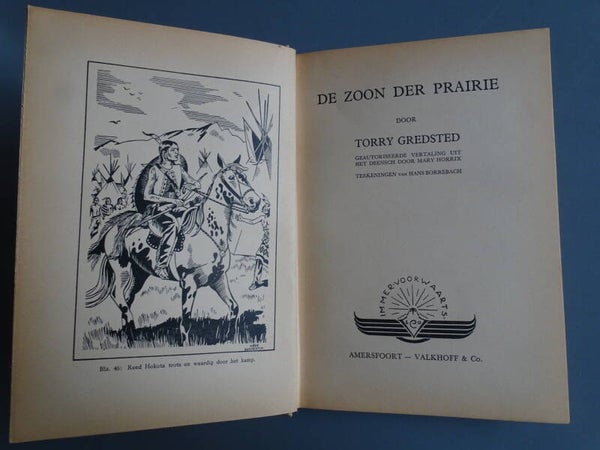 Blz. 45: Reed Hokota trots en waardig door het kamp.
DE ZOON DER PRAIRIE
DOOR
TORRY GREDSTED
GEAUTORISEERDE VERTALING UIT
HET DEENSCH DOOR MARY HORRIX
TEEKENINGEN van HANS BORREBACH
IMMER VOORWAARTS
AMERSFOORT — VALKHOFF & Co.